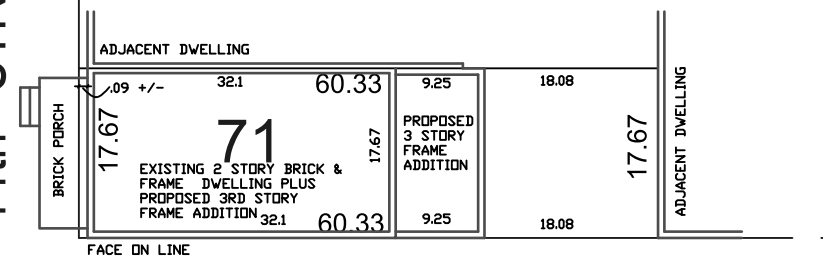 ADJACENT DWELLING
.09 +/-
32.1
60.33
9.25
18.08
BRICK PORCH
17.67
71
17.67
PROPOSED
3 STORY
FRAME
ADDITION
17.67
ADJACENT DWELLING
EXISTING 2 STORY BRICK &
FRAME DWELLING PLUS
PROPOSED 3RD STORY
FRAME ADDITION
32.1
60.33
9.25
18.08
FACE ON LINE